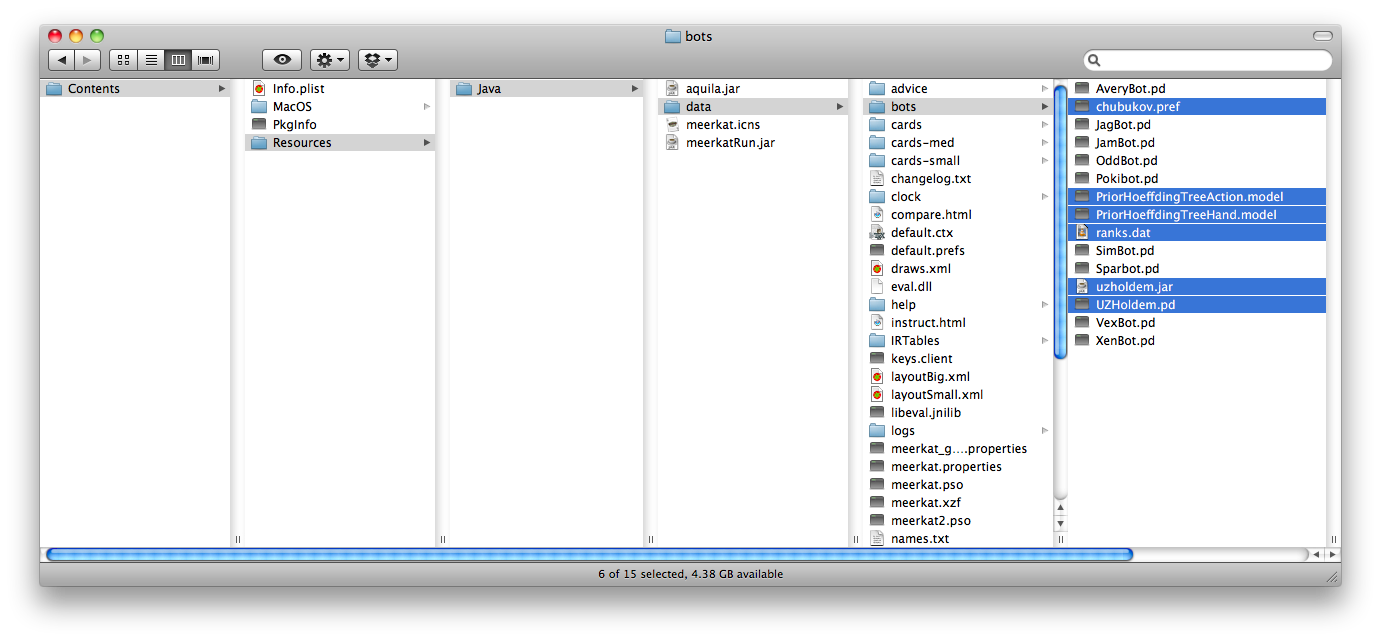 bots
Contents
Info.plist
MacOS
PkgInfo
Resources
Java
aquila.jar
data
meerkat.icns
meerkatRun.jar
advice
bots
cards
cards-med
cards-small
changelog.txt
clock
compare.html
default.ctx
default.prefs
draws.xml
eval.dll
help
instruct.html
IRTables
keys.client
layoutBig.xml
layoutSmall.xml
libeval.jnilib
logs
meerkat_g....properties
meerkat.properties
meerkat.pso
meerkat.xzf
meerkat2.pso
names.txt
AveryBot.pd
chubukov.pref
JagBot.pd
JamBot.pd
OddBot.pd
Pokibot.pd
PriorHoeffdingTreeAction.model
PriorHoeffdingTreeHand.model
ranks.dat
SimBot.pd
Sparbot.pd
uzholdem.jar
UZHoldem.pd
VexBot.pd
XenBot.pd
6 of 15 selected, 4.38 GB available